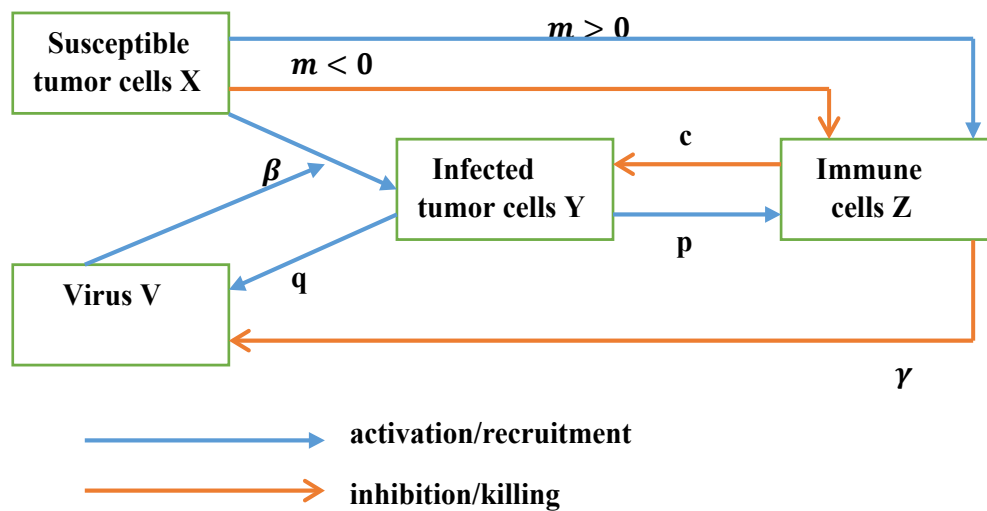 Susceptible
tumor cells X
m > 0
m < 0
β
c
Infected
tumor cells Y
Immune
cells Z
p
q
Virus V
γ
activation/recruitment
inhibition/killing